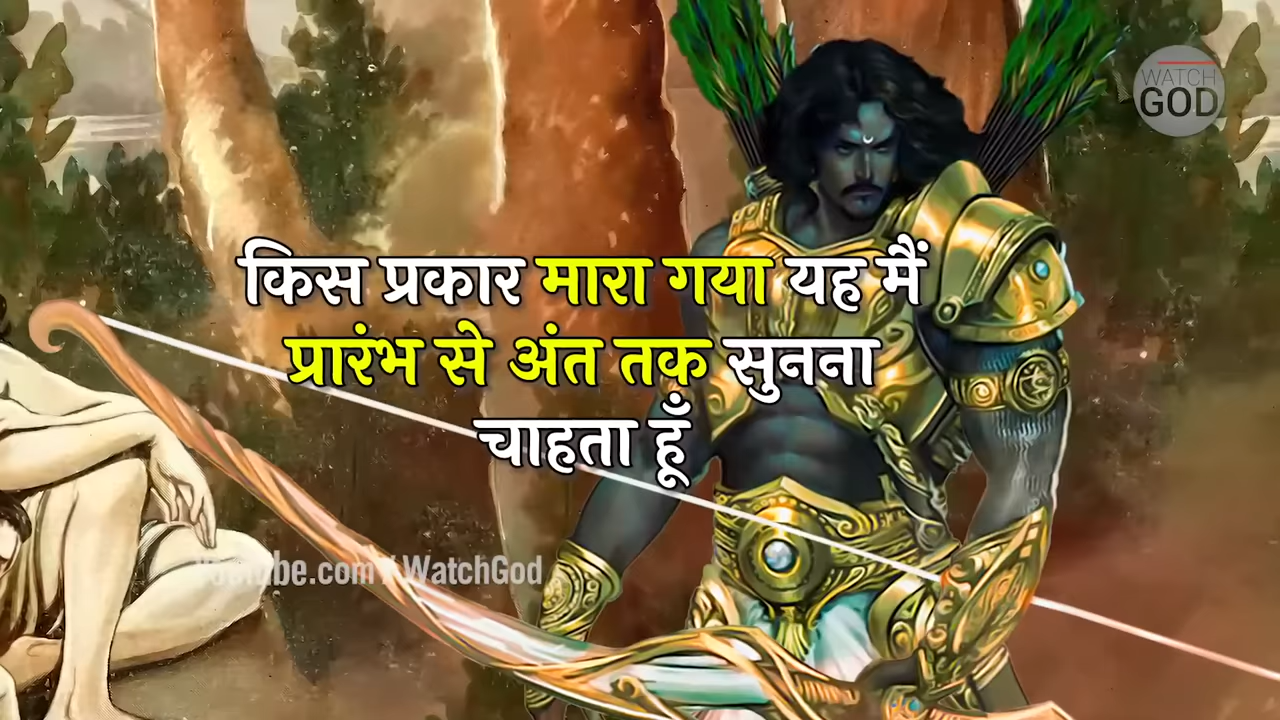 WATCH
GOD
किस प्रकार मारा गया यह मैं
प्रारंभ से अंत तक सुनना
चाहता हूँ
youtube.com/ WatchGod